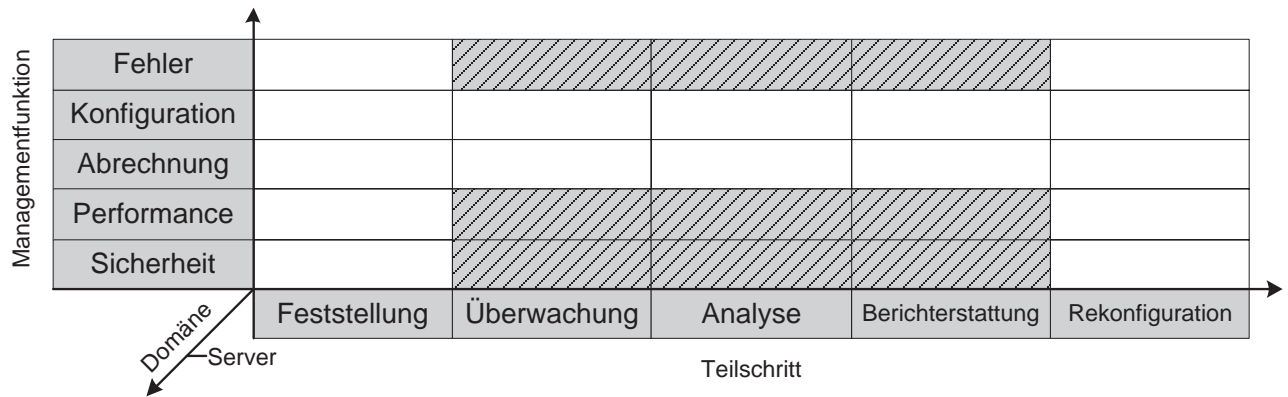 Managementfunktion
Fehler
Konfiguration
Abrechnung
Performance
Sicherheit
Feststellung
Überwachung
Analyse
Berichterstattung
Rekonfiguration
Domäne
Server
Teilschritt